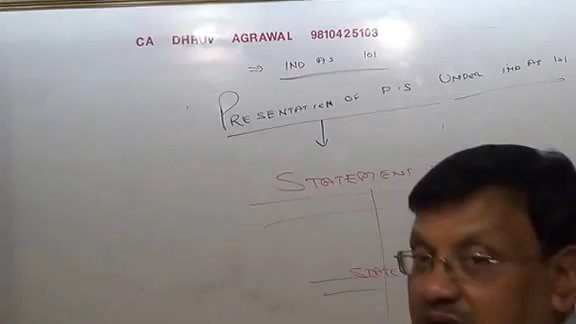 CA DHRUV AGRAWAL 9810425103
⇒ IND AS 101
PRESENTATION OF F.S UNDER IND AS 101
STATEMENT
STATE